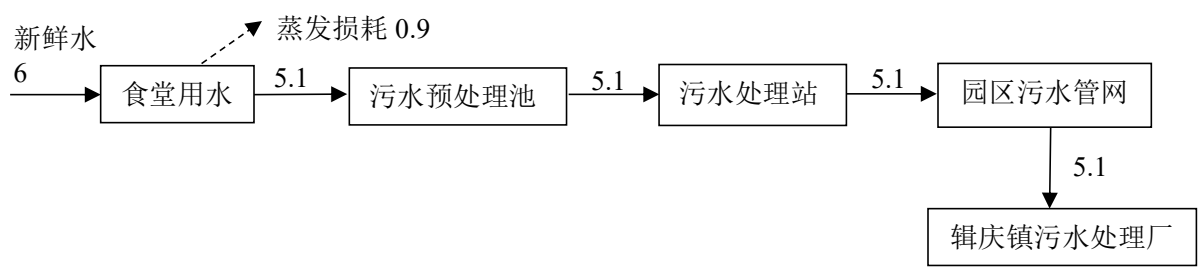 新鲜水
6
蒸发损耗 0.9
食堂用水
5.1
污水预处理池
5.1
污水处理站
5.1
园区污水管网
5.1
辑庆镇污水处理厂